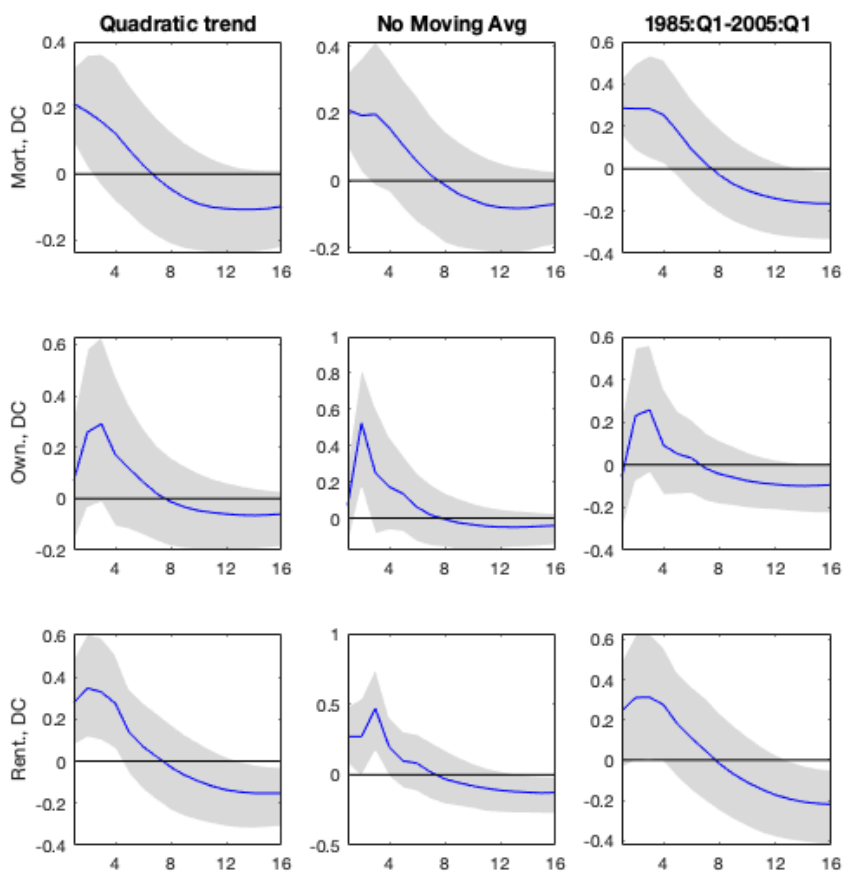 Quadratic trend No Moving Avg 1985:Q1-2005:Q1
Mort., DC
0.4 0.4 0.6
0.2 0.2 0.4
0 0 0.2
-0.2 -0.2 0
-0.2
-0.4
4 8 12 16 4 8 12 16 4 8 12 16
Own., DC
0.6 1 0.6
0.4 0.8 0.4
0.2 0.6 0.2
0 0.4 0
-0.2 0.2 -0.2
0 -0.4
4 8 12 16 4 8 12 16 4 8 12 16
Rent., DC
0.6 1 0.6
0.4 0.5 0.4
0.2 0 0.2
0 -0.5 0
-0.2 -0.2
-0.4 -0.4
4 8 12 16 4 8 12 16 4 8 12 16